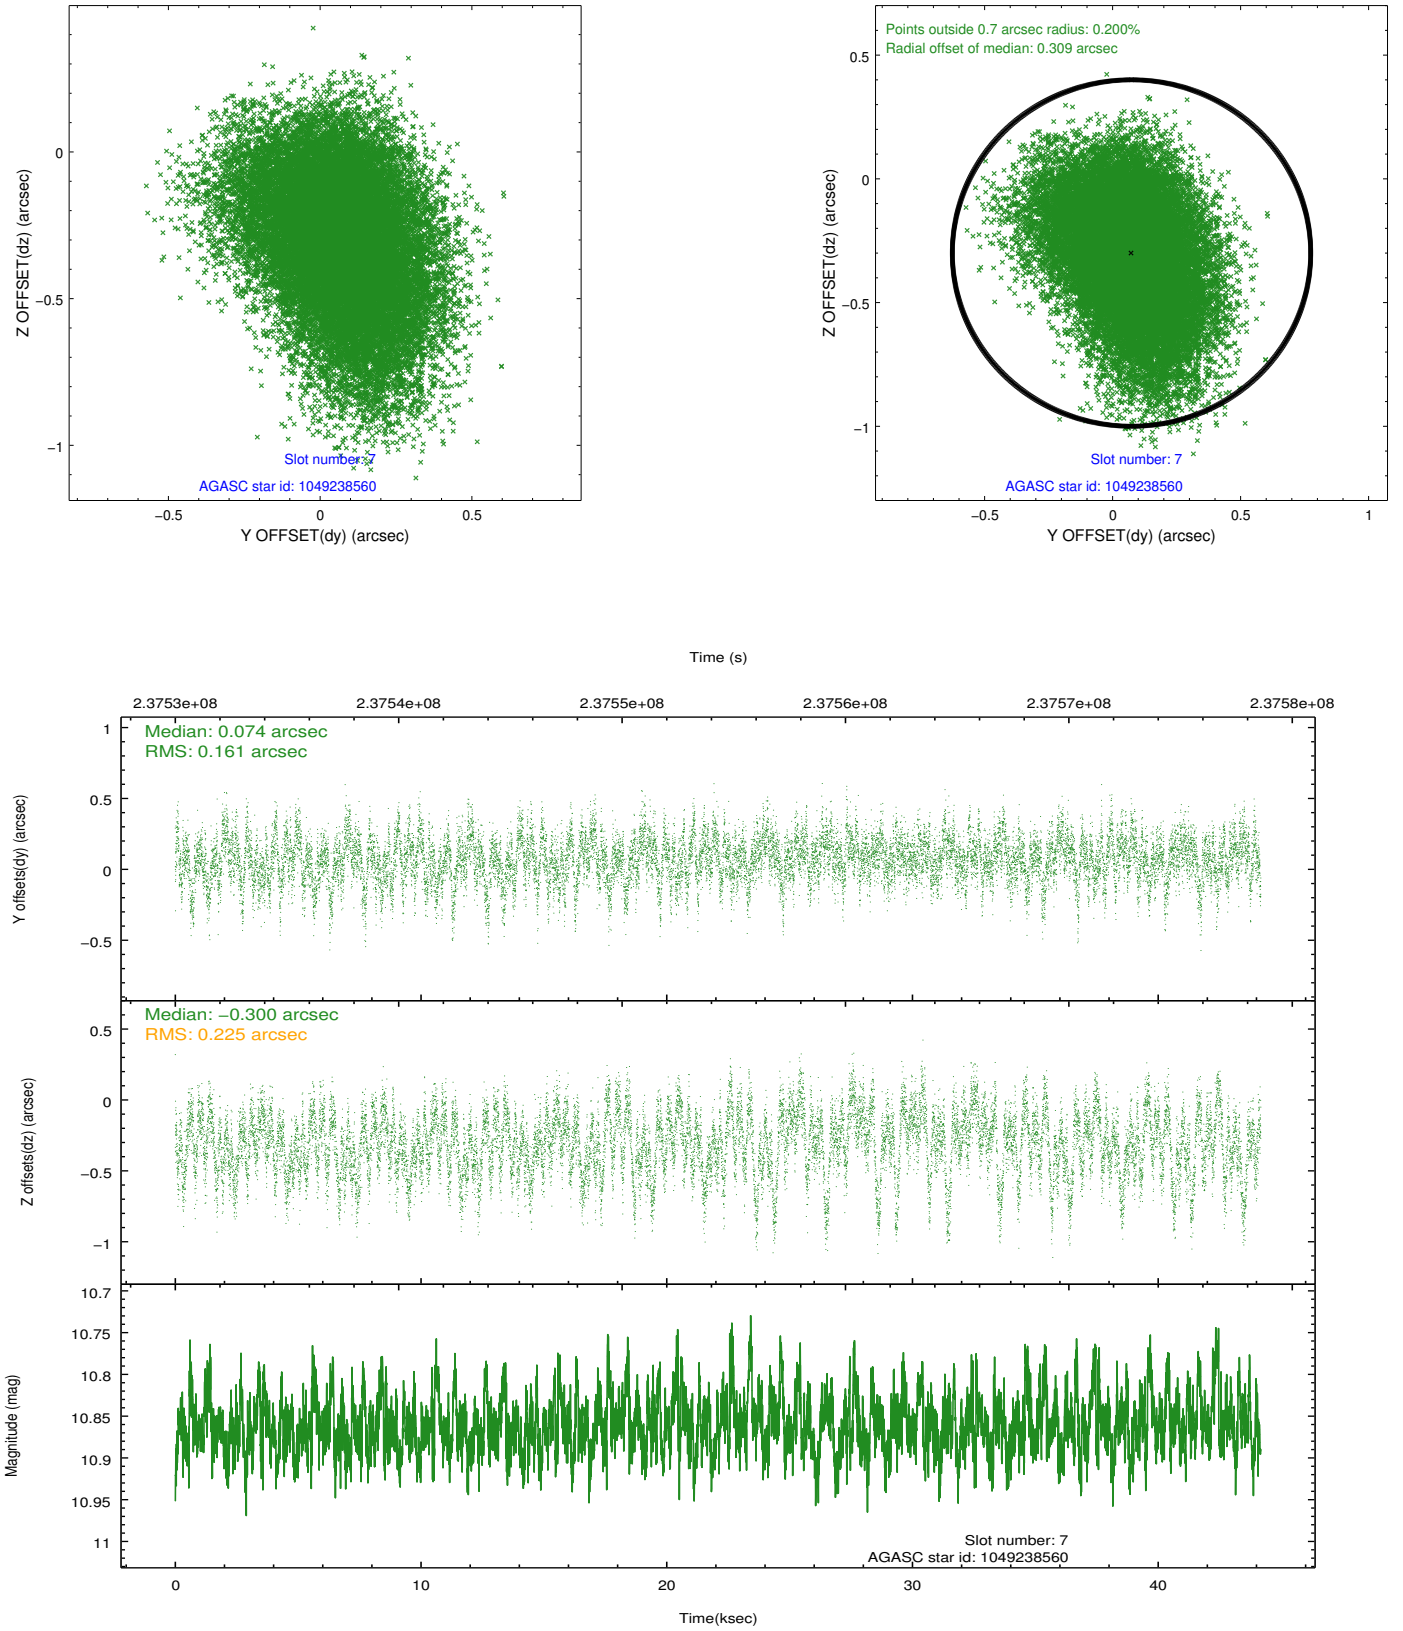 0
−0.5
−1
Z OFFSET(dz) (arcsec)
Slot number: 7
AGASC star id: 1049238560
−0.5
0
0.5
Y OFFSET(dy) (arcsec)
Points outside 0.7 arcsec radius: 0.200%
Radial offset of median: 0.309 arcsec
0.5
0
−0.5
−1
Z OFFSET(dz) (arcsec)
Slot number: 7
AGASC star id: 1049238560
−0.5
0
0.5
1
Y OFFSET(dy) (arcsec)
Time (s)
2.3753e+08
2.3754e+08
2.3755e+08
2.3756e+08
2.3757e+08
2.3758e+08
Median: 0.074 arcsec
RMS: 0.161 arcsec
1
0.5
0
−0.5
Y offsets(dy) (arcsec)
Median: −0.300 arcsec
RMS: 0.225 arcsec
0.5
0
−0.5
−1
Z offsets(dz) (arcsec)
10.7
10.75
10.8
10.85
10.9
10.95
11
Magnitude (mag)
Slot number: 7
AGASC star id: 1049238560
0
10
20
30
40
Time(ksec)